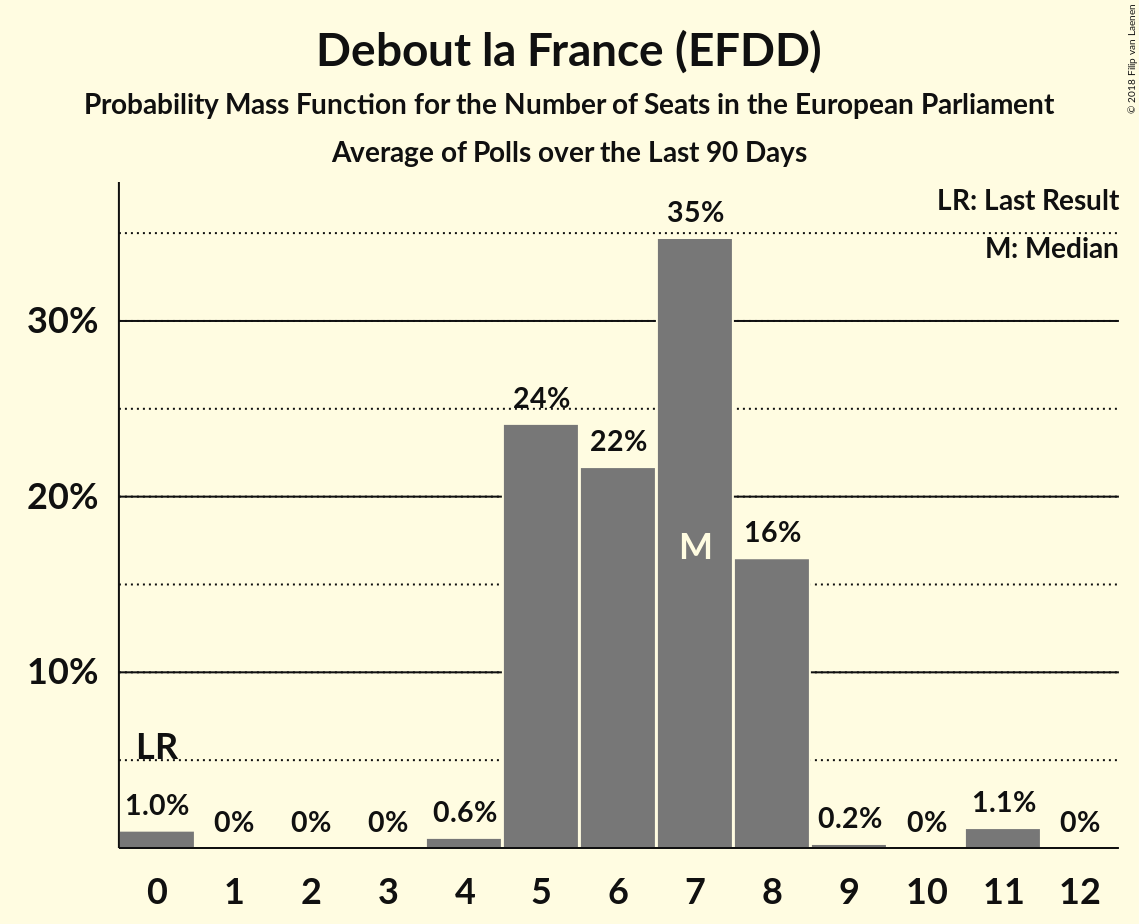 Debout la France (EFDD)
Probability Mass Function for the Number of Seats in the European Parliament
Average of Polls over the Last 90 Days
© 2018 Filip van Laenen
LR: Last Result
M: Median
35%
30%
24%
22%
20%
M
16%
10%
LR
1.0%
0%
0%
0%
0.6%
0.2%
0%
1.1%
0%
0 1 2 3 4 5 6 7 8 9 10 11 12